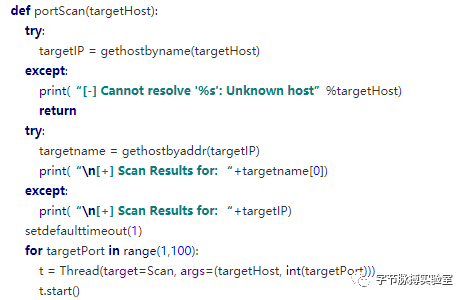 def portScan(targetHost):
    try:
        targetIP = gethostbyname(targetHost)
    except:
        print( “[-] Cannot resolve '%s': Unknown host” %targetHost)
        return
    try:
        targetname = gethostbyaddr(targetIP)
        print( “\n[+] Scan Results for:  “+targetname[0])
    except:
        print( “\n[+] Scan Results for:  “+targetIP)
    setdefaulttimeout(1)
    for targetPort in range(1,100):
        t = Thread(target=Scan, args=(targetHost, int(targetPort)))
        t.start()
字节脉搏实验室